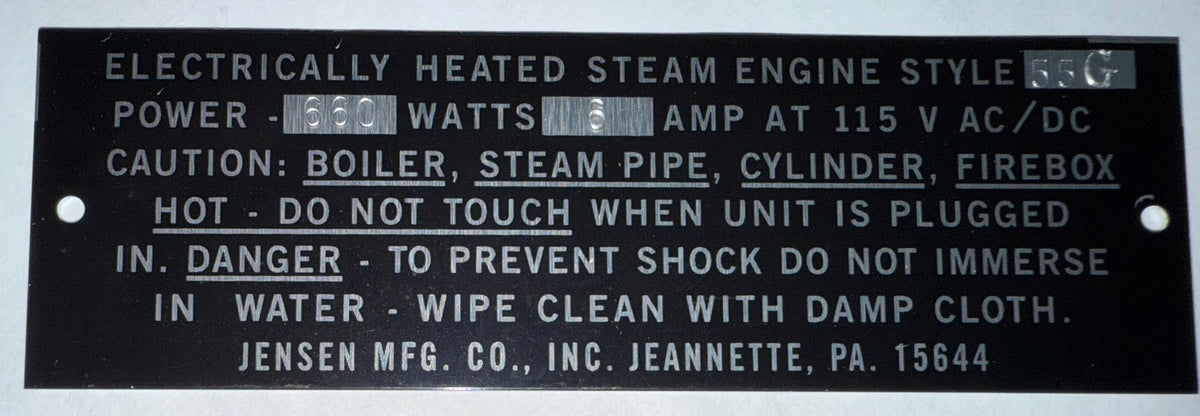 ELECTRICALLY HEATED STEAM ENGINE STYLE 55G
POWER - 660 WATTS 6 AMP AT 115 V AC/DC
CAUTION: BOILER, STEAM PIPE, CYLINDER, FIREBOX
HOT - DO NOT TOUCH WHEN UNIT IS PLUGGED
IN. DANGER - TO PREVENT SHOCK DO NOT IMMERSE
IN WATER - WIPE CLEAN WITH DAMP CLOTH.
JENSEN MFG. CO., INC. JEANNETTE, PA. 15644